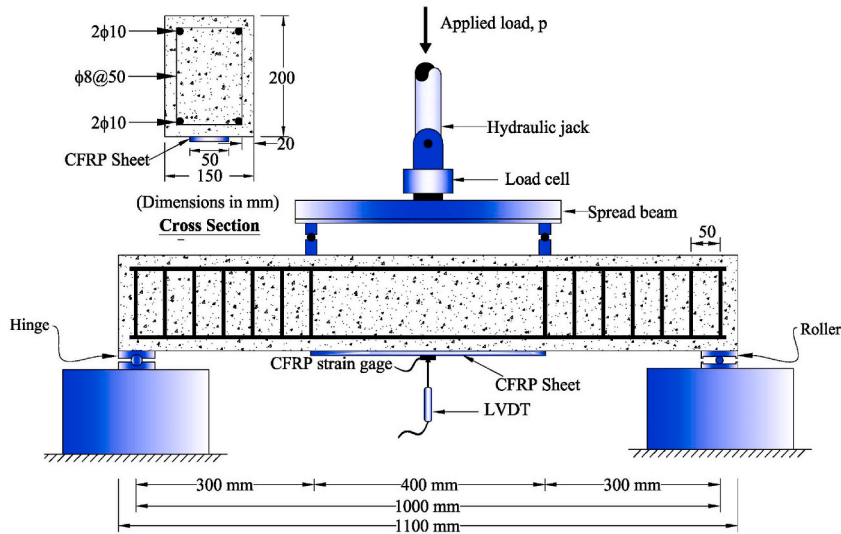 Applied load, p
2ϕ10
ϕ8@50
200
2ϕ10
Hydraulic jack
CFRP Sheet
20
50
150
Load cell
(Dimensions in mm)
Cross Section
Spread beam
50
Hinge
Roller
CFRP strain gage
CFRP Sheet
LVDT
300 mm
400 mm
300 mm
1000 mm
1100 mm